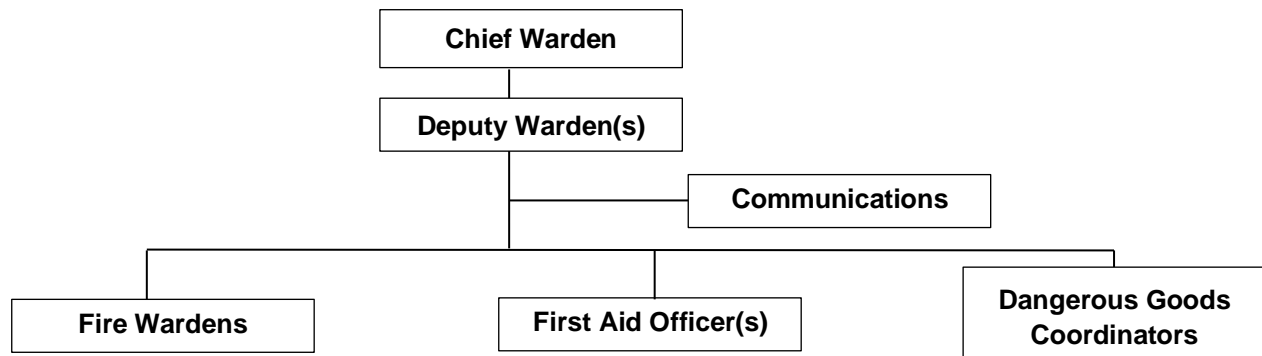 Chief Warden
Deputy Warden(s)
Communications
Fire Wardens
First Aid Officer(s)
Dangerous Goods
Coordinators